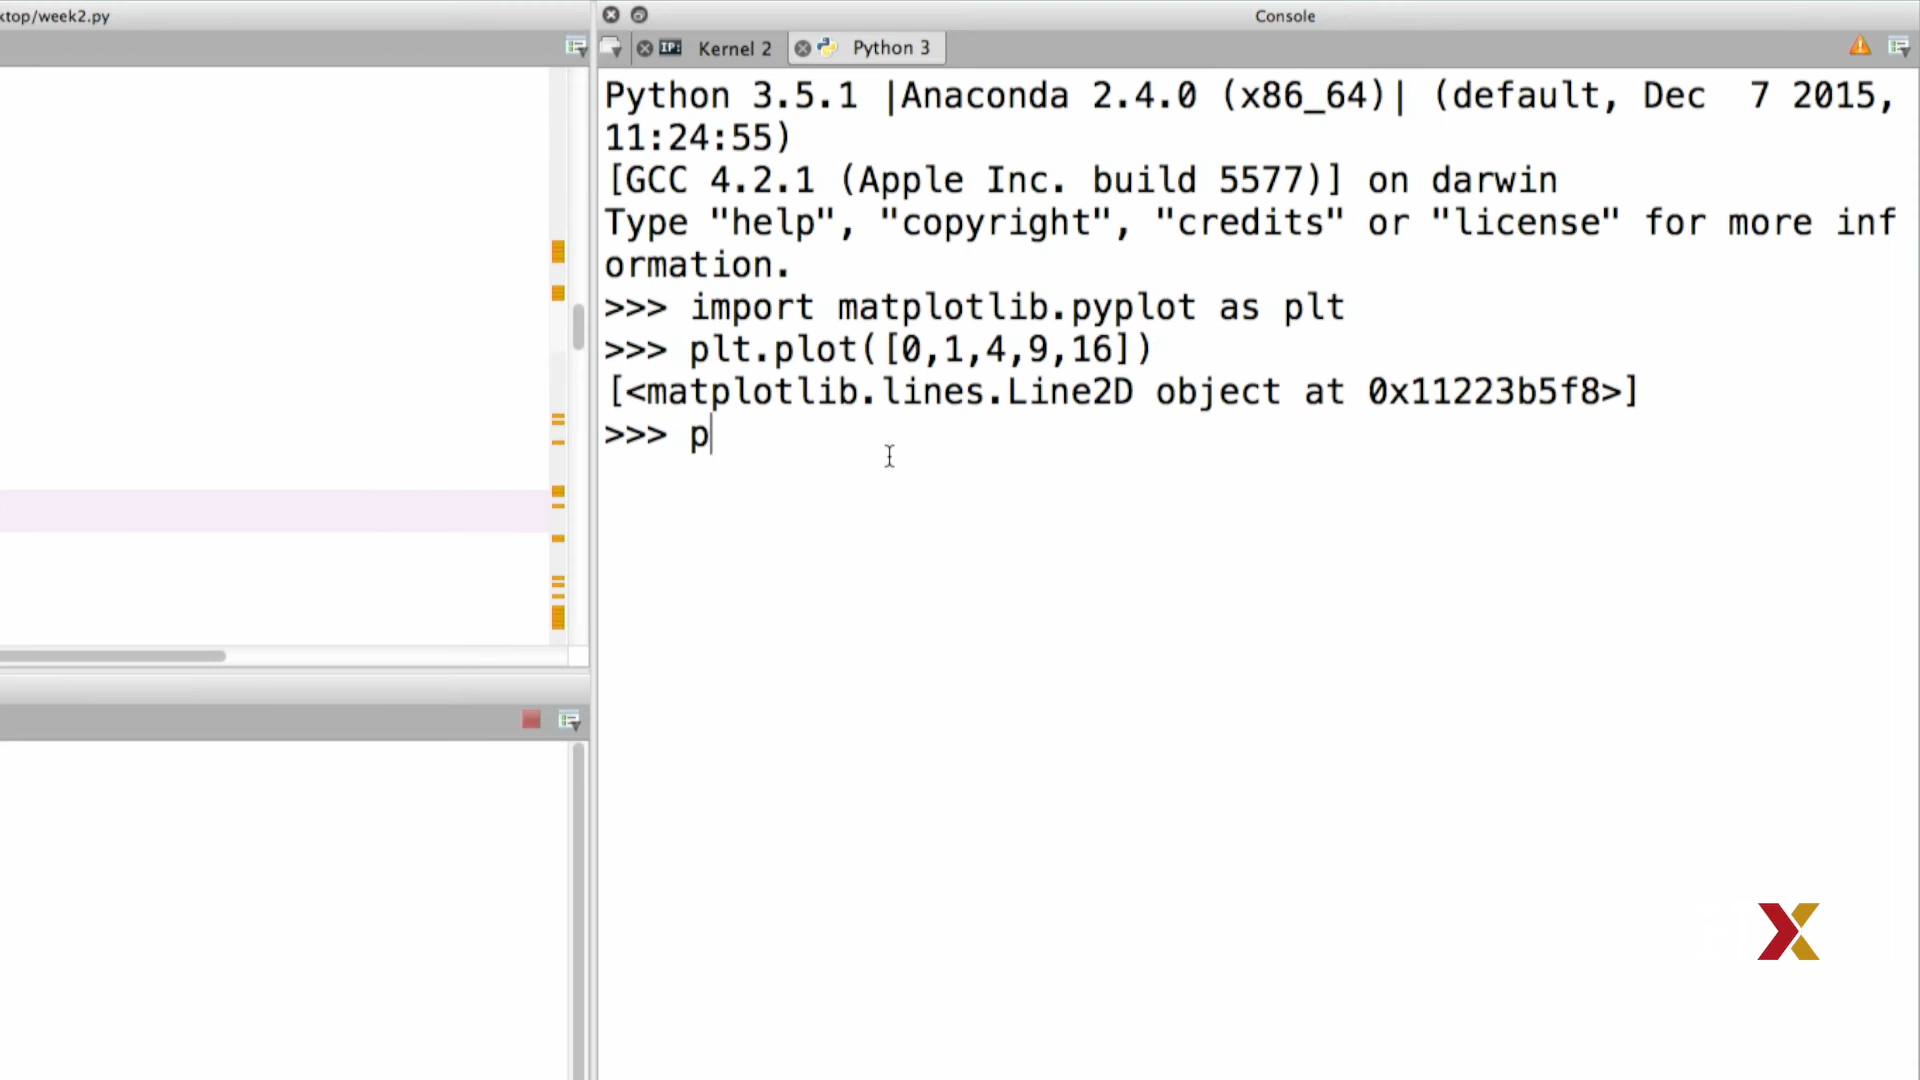 ktop/week2.py
Console
IP:
Kernel 2
Python 3
Python 3.5.1 |Anaconda 2.4.0 (x86_64)| (default, Dec  7 2015,
11:24:55)
[GCC 4.2.1 (Apple Inc. build 5577)] on darwin
Type "help", "copyright", "credits" or "license" for more inf
ormation.
>>> import matplotlib.pyplot as plt
>>> plt.plot([0,1,4,9,16])
[<matplotlib.lines.Line2D object at 0x11223b5f8>]
>>> p
X